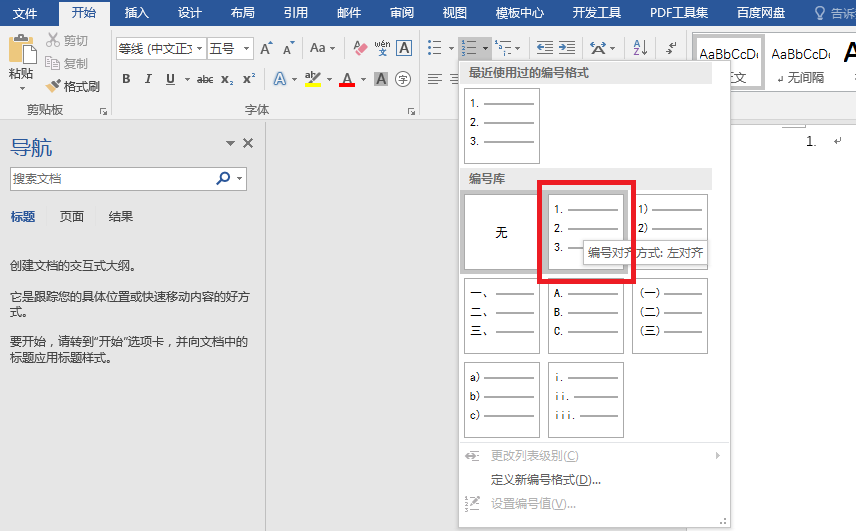 文件 开始 插入 设计 布局 引用 邮件 审阅 视图 模板中心 开发工具 PDF工具集 百度网盘 告诉
粘贴 剪切 复制 格式刷
等线 (中文正文 五号 A A Aa wén 文 A
B I U abc X₂ X² A aby A A 字
AaBbCcDc AaBbCcDc A
正文 无间隔
剪贴板 字体
导航
搜索文档
标题 页面 结果
创建文档的交互式大纲。
它是跟踪您的具体位置或快速移动内容的好方
式。
要开始，请转到"开始"选项卡，并向文档中的
标题应用标题样式。
最近使用过的编号格式
1.
2.
3.
编号库
无
1.
2.
3.
1)
2)
编号对齐方式: 左对齐
一、
二、
三、
A.
B.
C.
(一)
(二)
(三)
a)
b)
c)
i.
ii.
iii.
更改列表级别(C)
定义新编号格式(D)...
设置编号值(V)...
1.